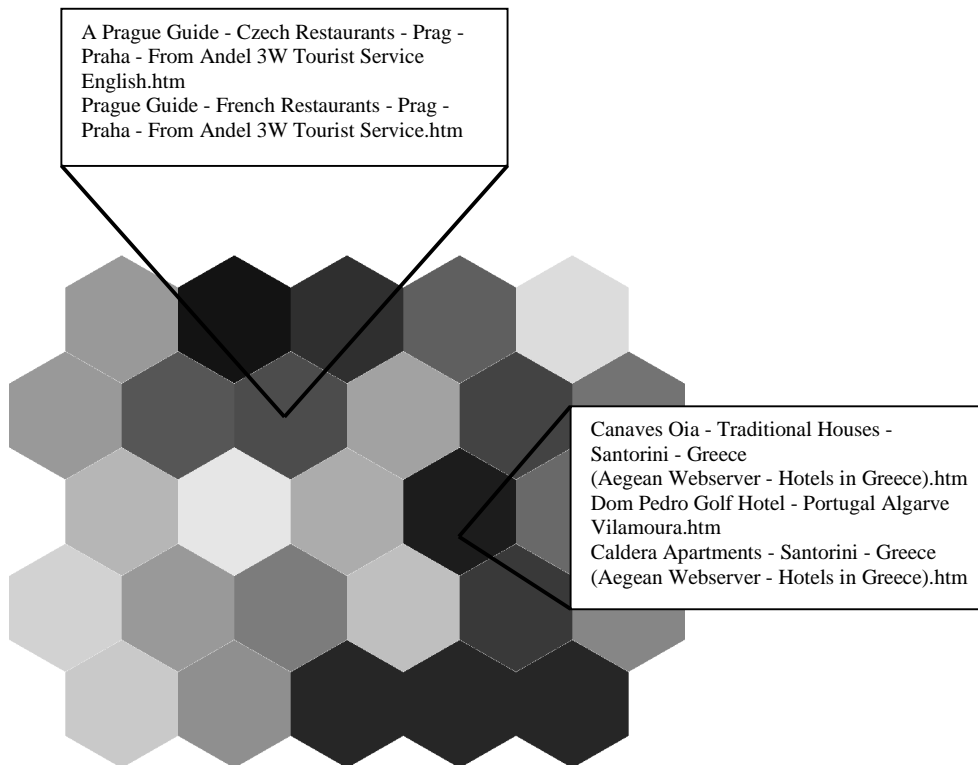 A Prague Guide - Czech Restaurants - Prag -
Praha - From Andel 3W Tourist Service
English.htm
Prague Guide - French Restaurants - Prag -
Praha - From Andel 3W Tourist Service.htm
Canaves Oia - Traditional Houses -
Santorini - Greece
(Aegean Webserver - Hotels in Greece).htm
Dom Pedro Golf Hotel - Portugal Algarve
Vilamoura.htm
Caldera Apartments - Santorini - Greece
(Aegean Webserver - Hotels in Greece).htm